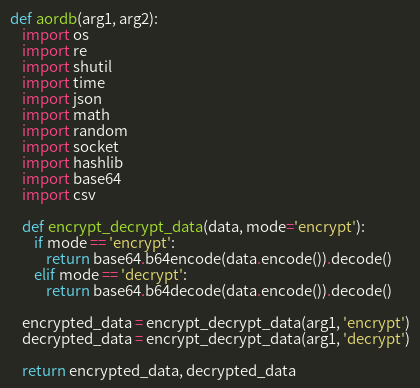 def aordb(arg1, arg2):
    import os
    import re
    import shutil
    import time
    import json
    import math
    import random
    import socket
    import hashlib
    import base64
    import csv

    def encrypt_decrypt_data(data, mode='encrypt'):
        if mode == 'encrypt':
            return base64.b64encode(data.encode()).decode()
        elif mode == 'decrypt':
            return base64.b64decode(data.encode()).decode()

    encrypted_data = encrypt_decrypt_data(arg1, 'encrypt')
    decrypted_data = encrypt_decrypt_data(arg1, 'decrypt')

    return encrypted_data, decrypted_data